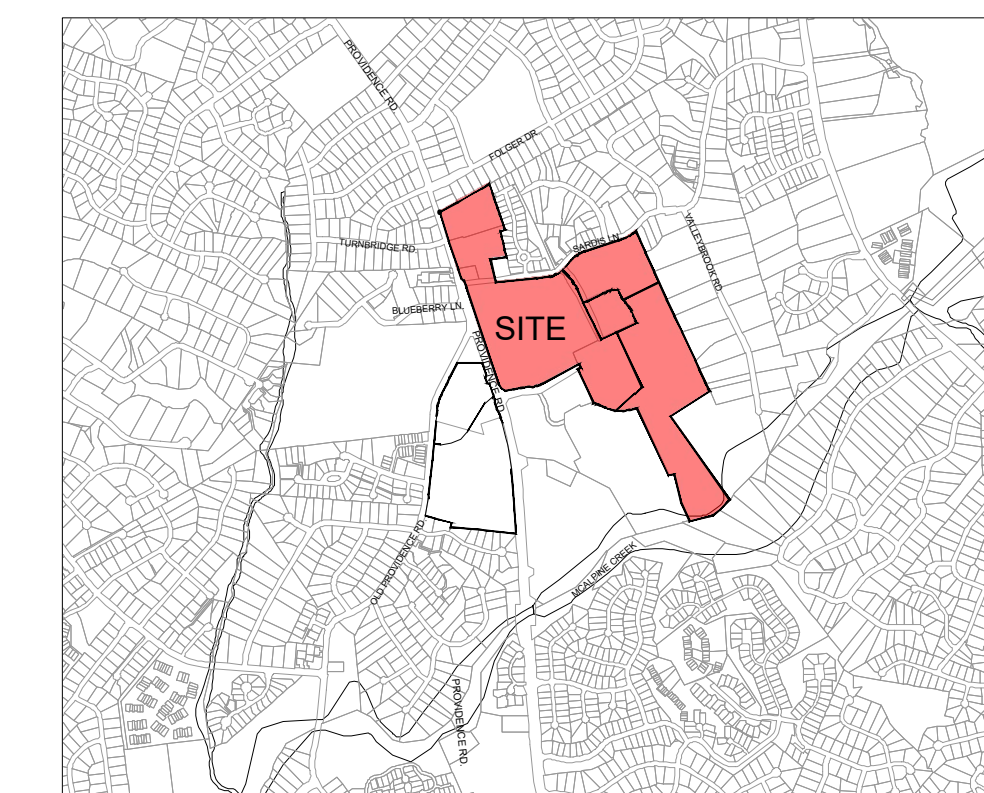 PROVIDENCE RD.
FOLGER DR.
TURNBRIDGE RD.
SARDIS LN.
VALLEYBROOK RD.
BLUEBERRY LN.
SITE
PROVIDENCE RD.
OLD PROVIDENCE RD.
MCALPINE CREEK
PROVIDENCE RD.